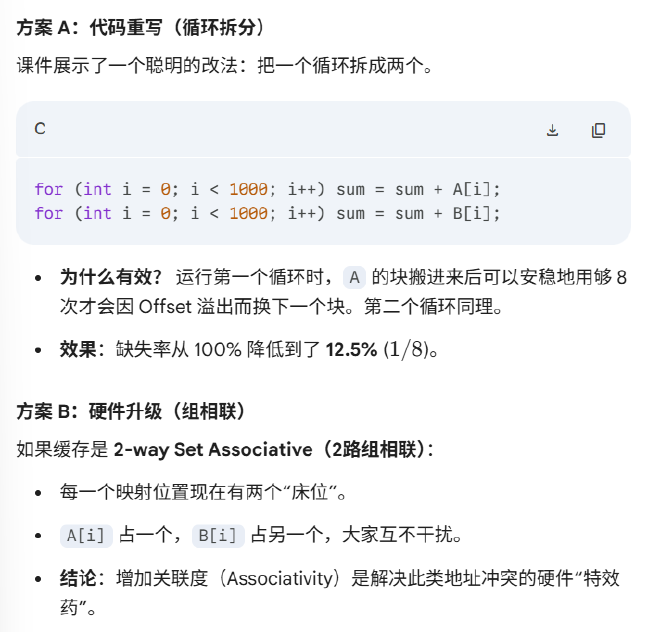 方案 A：代码重写（循环拆分）
课件展示了一个聪明的改法：把一个循环拆成两个。
C
for (int i = 0; i < 1000; i++) sum = sum + A[i];
for (int i = 0; i < 1000; i++) sum = sum + B[i];
• 为什么有效？ 运行第一个循环时， A 的块搬进来后可以安稳地用够 8
次才会因 Offset 溢出而换下一个块。第二个循环同理。
• 效果：缺失率从 100% 降低到了 12.5% (1/8)。
方案 B：硬件升级（组相联）
如果缓存是 2-way Set Associative（2路组相联）：
• 每一个映射位置现在有两个“床位”。
• A[i] 占一个， B[i] 占另一个，大家互不干扰。
• 结论：增加关联度（Associativity）是解决此类地址冲突的硬件“特效
药”。